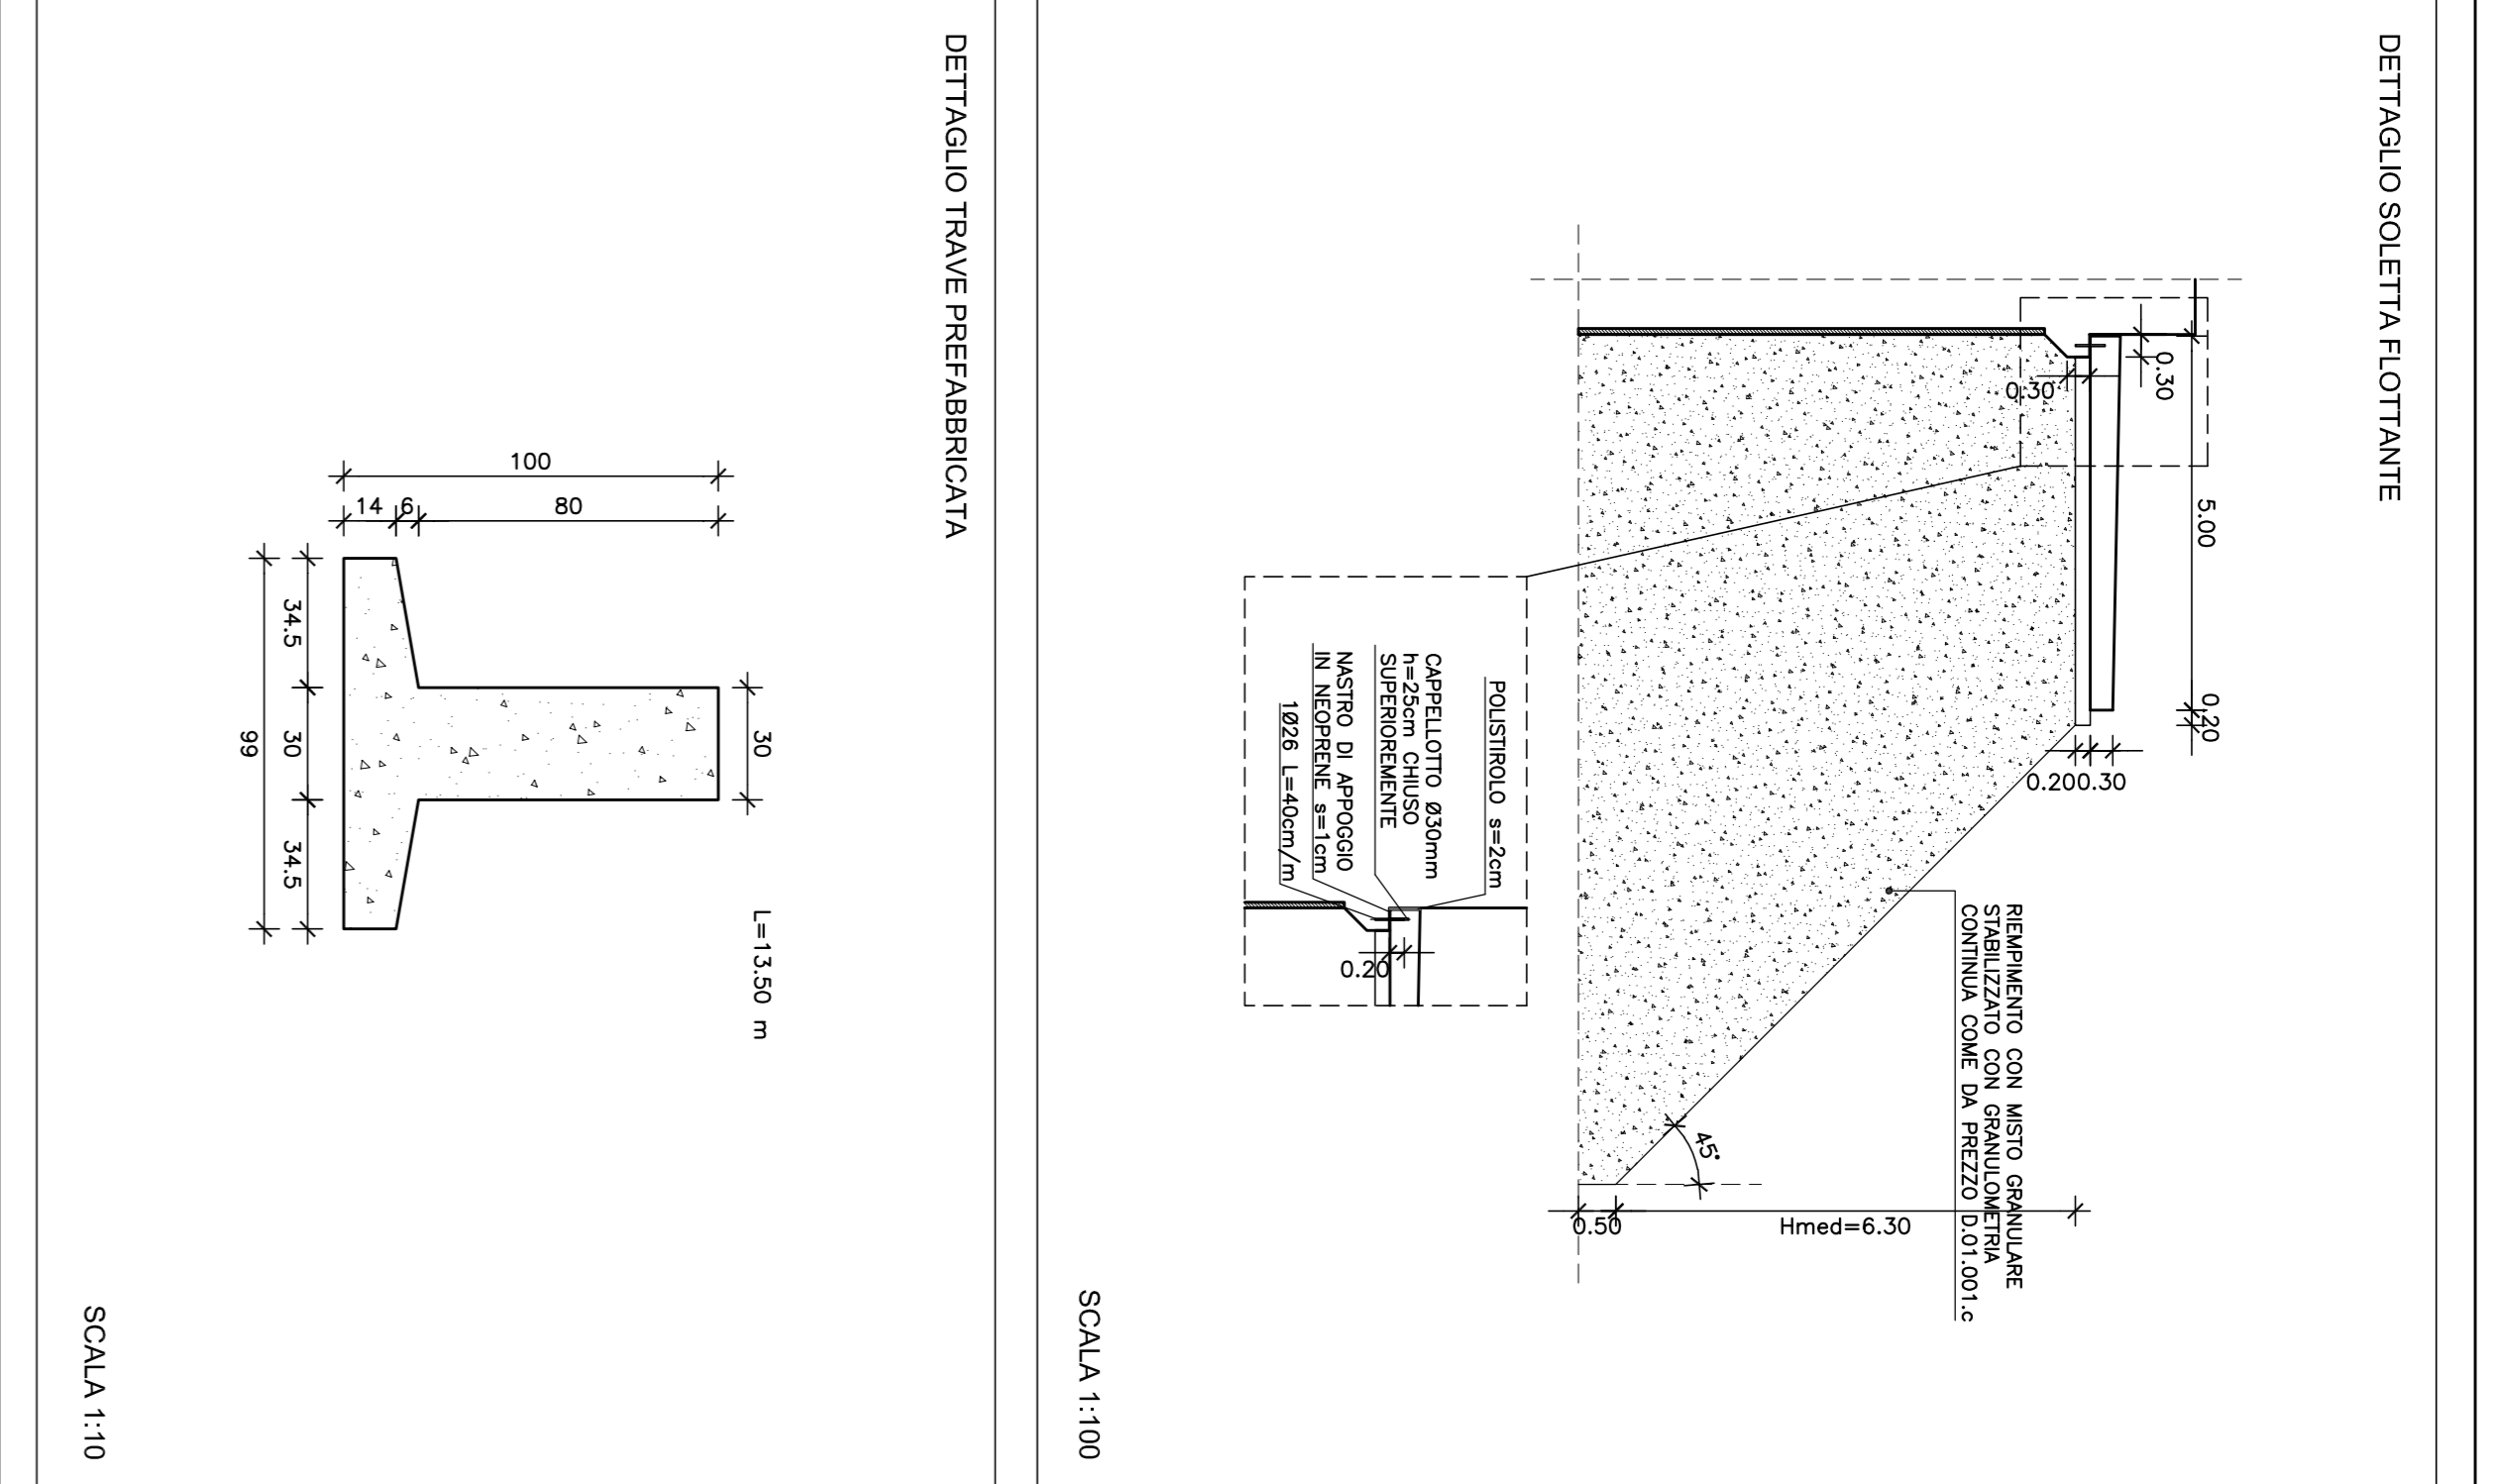 DETTAGLIO SOLETTA FLOTTANTE
0.30
5.00
0.20
0.30
0.20
0.30
RIEMPIMENTO CON MISTO GRANULARE
STABILIZZATO CON GRANULOMETRIA
CONTINUA COME DA PREZZO D.01.001.c
45°
0.50
Hmed=6.30
POLISTIROLO s=2cm
CAPPELLOTTO Ø30mm
h=25cm CHIUSO
SUPERIOREMENTE
NASTRO DI APPOGGIO
IN NEOPRENE s=1cm
1Ø26 L=40cm/m
0.20
SCALA 1:100
DETTAGLIO TRAVE PREFABBRICATA
L=13.50 m
30
100
14
6
80
34.5
30
34.5
99
SCALA 1:10